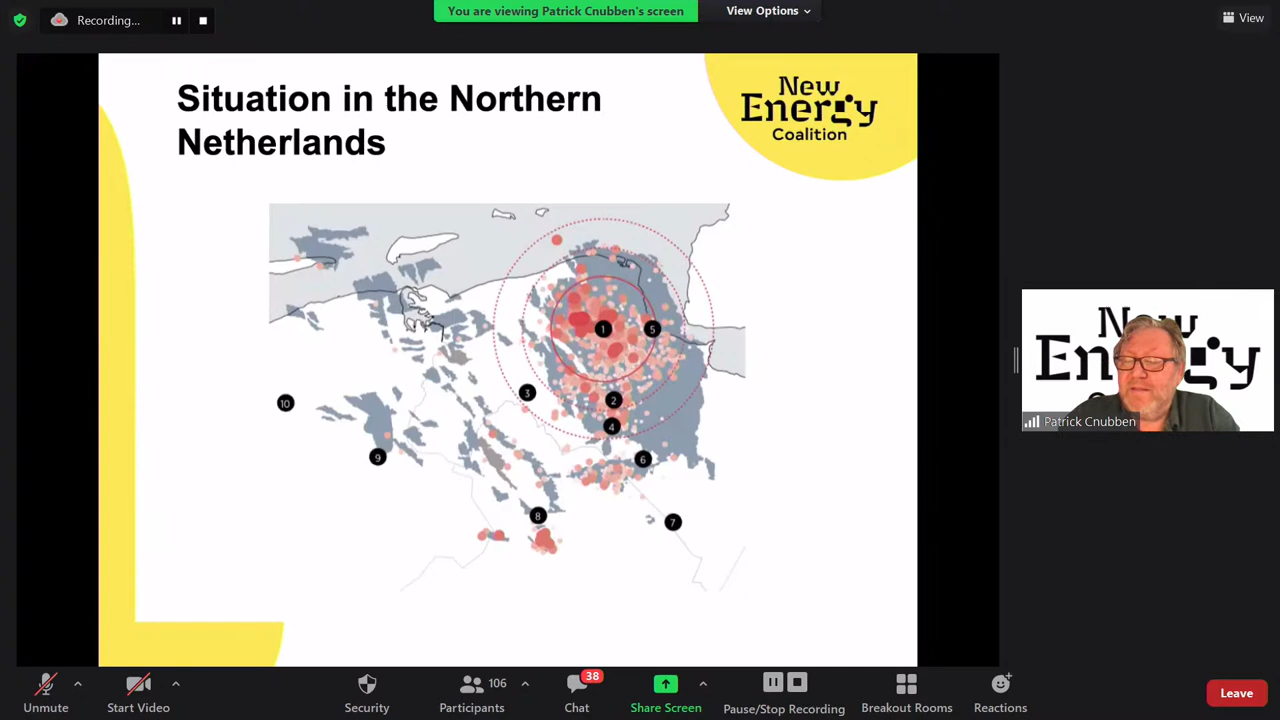 Recording...
You are viewing Patrick Cnubben's screen
View Options
View
Situation in the Northern
Netherlands
New
Energy
Coalition
1
5
3
2
10
4
9
6
8
7
New
Energy
Patrick Cnubben
38
106
Unmute
Start Video
Security
Participants
Chat
Share Screen
Pause/Stop Recording
Breakout Rooms
Reactions
Leave